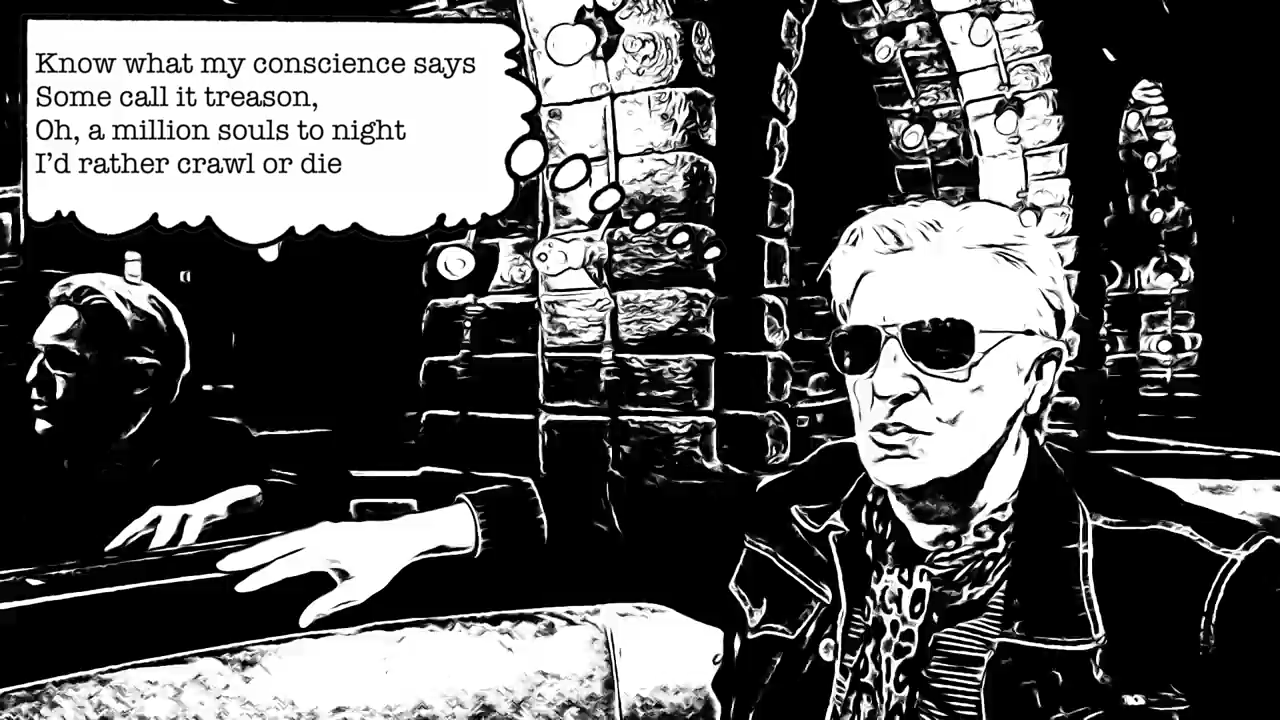 Know what my conscience says
Some call it treason,
Oh, a million souls to night
I’d rather crawl or die